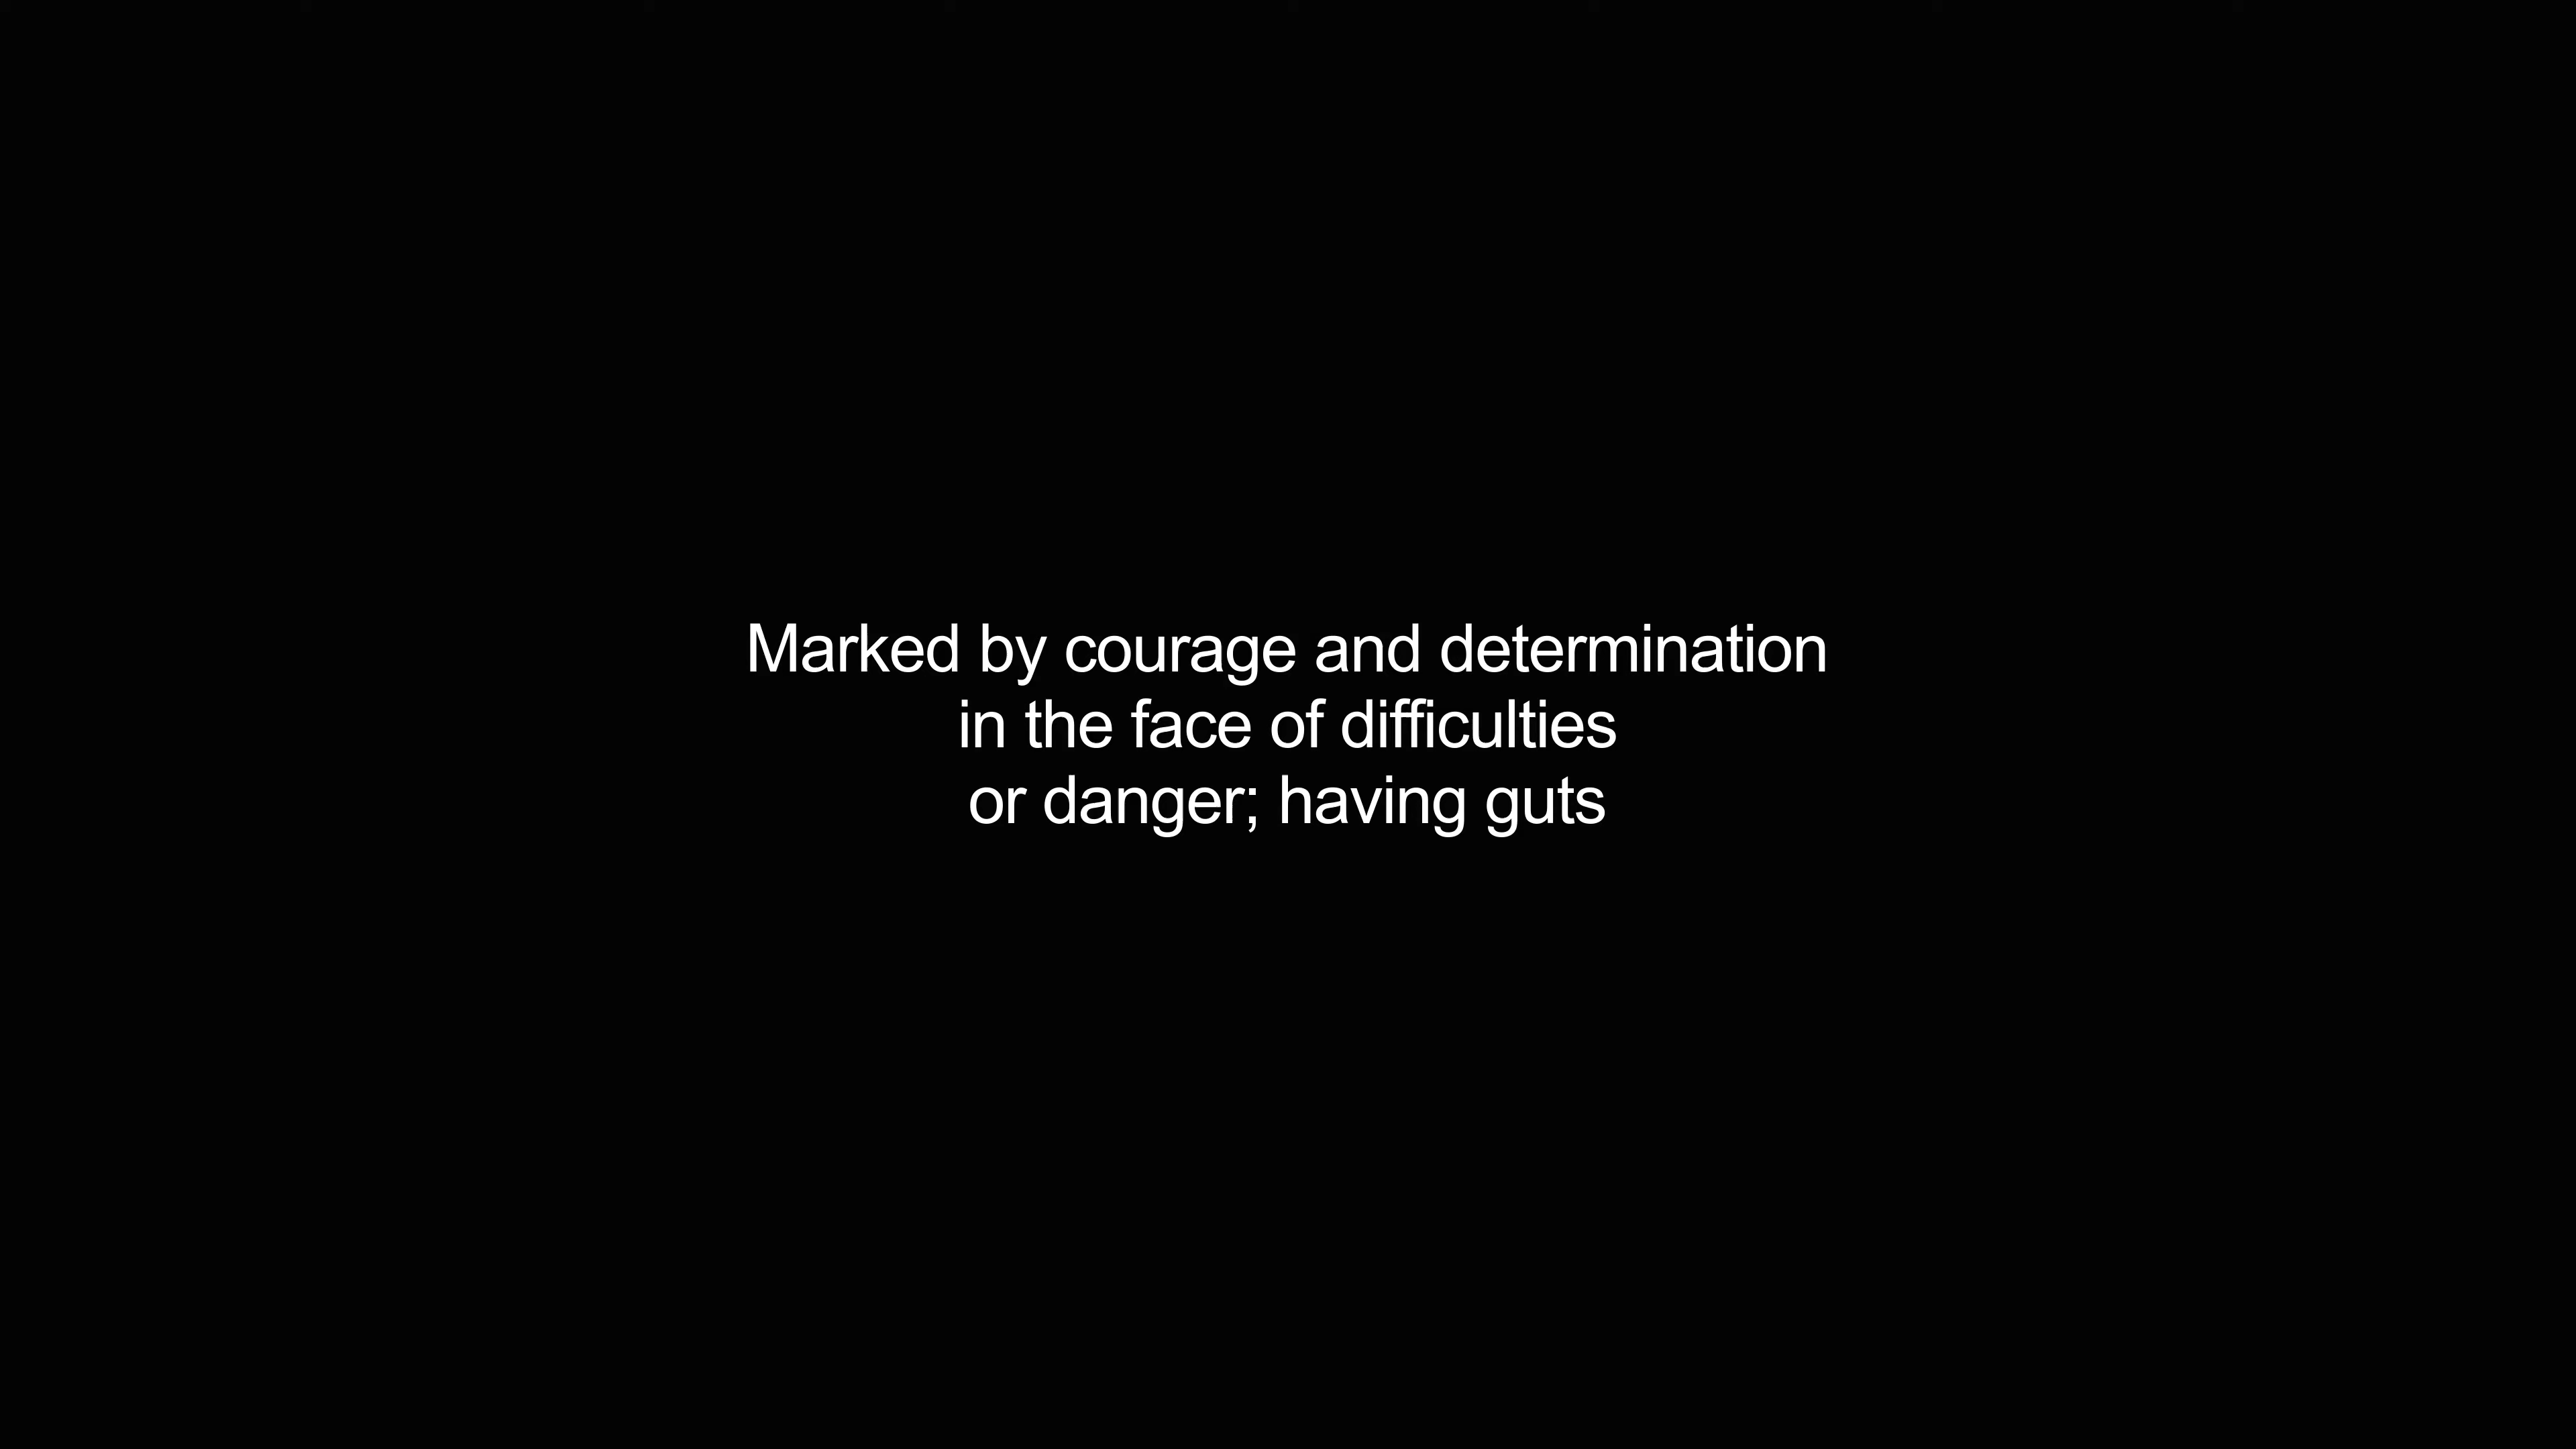 Marked by courage and determination
in the face of difficulties
or danger; having guts